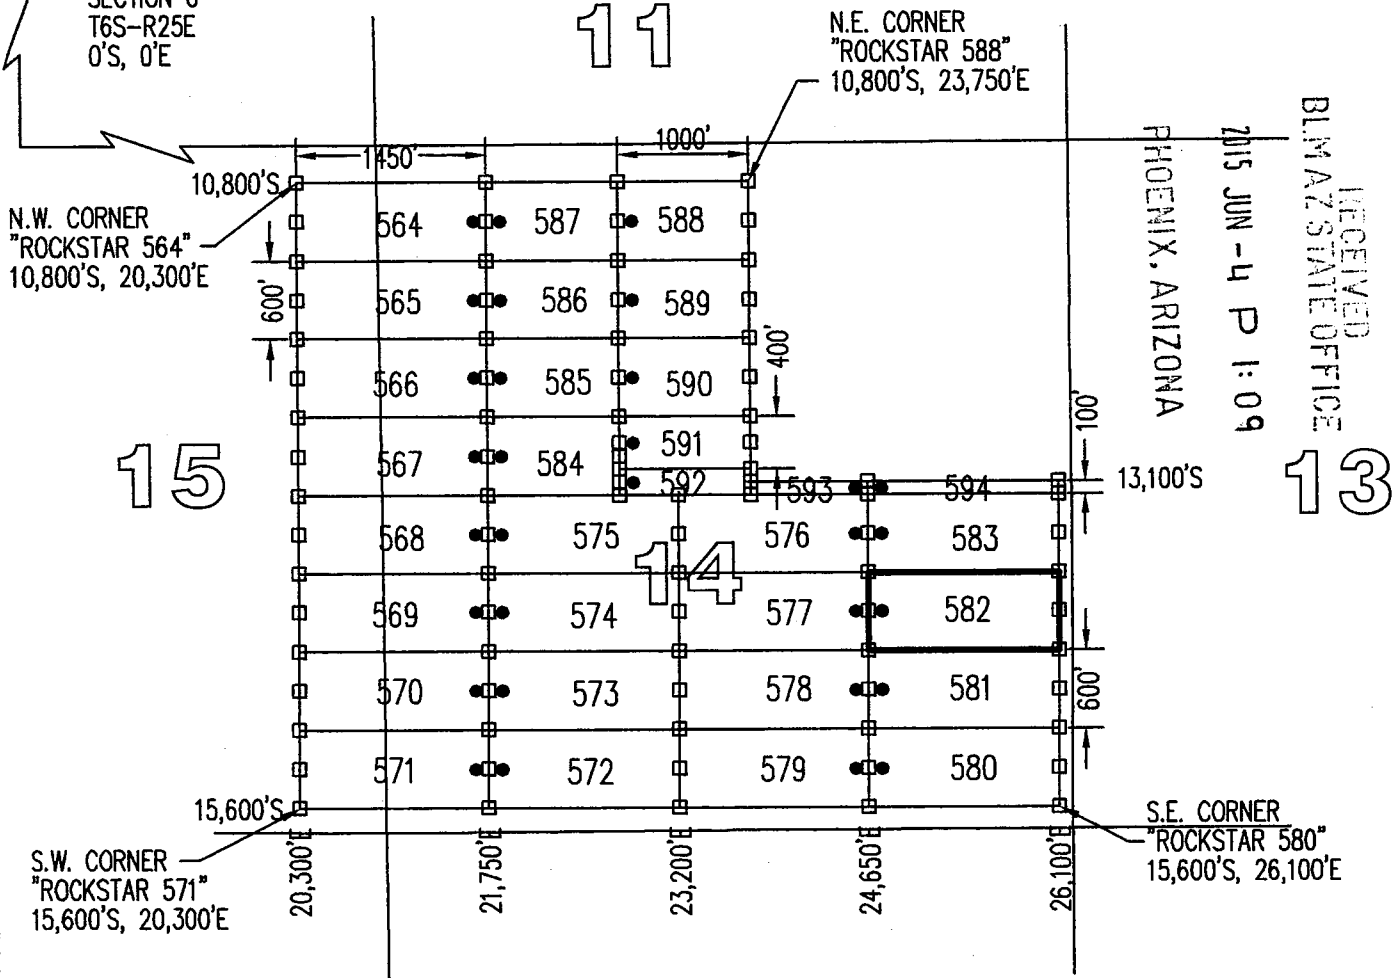 SECTION 6
T6S-R25E
0'S, 0'E
11
N.E. CORNER
"ROCKSTAR 588"
10,800'S, 23,750'E
RECEIVED
BLM AZ STATE OFFICE
2015 JUN -4 P 1: 09
PHOENIX, ARIZONA
1450'
1000'
10,800'S
N.W. CORNER
"ROCKSTAR 564"
10,800'S, 20,300'E
564 587 588
600'
565 586 589
400'
566 585 590
100'
591
567 584
592 593 594
13,100'S
15
13
568 575 576 583
14
569 574 577 582
570 573 578 581
600'
571 572 579 580
15,600'S
S.W. CORNER
"ROCKSTAR 571"
15,600'S, 20,300'E
20,300'
21,750'
23,200'
24,650'
26,100'
S.E. CORNER
"ROCKSTAR 580"
15,600'S, 26,100'E